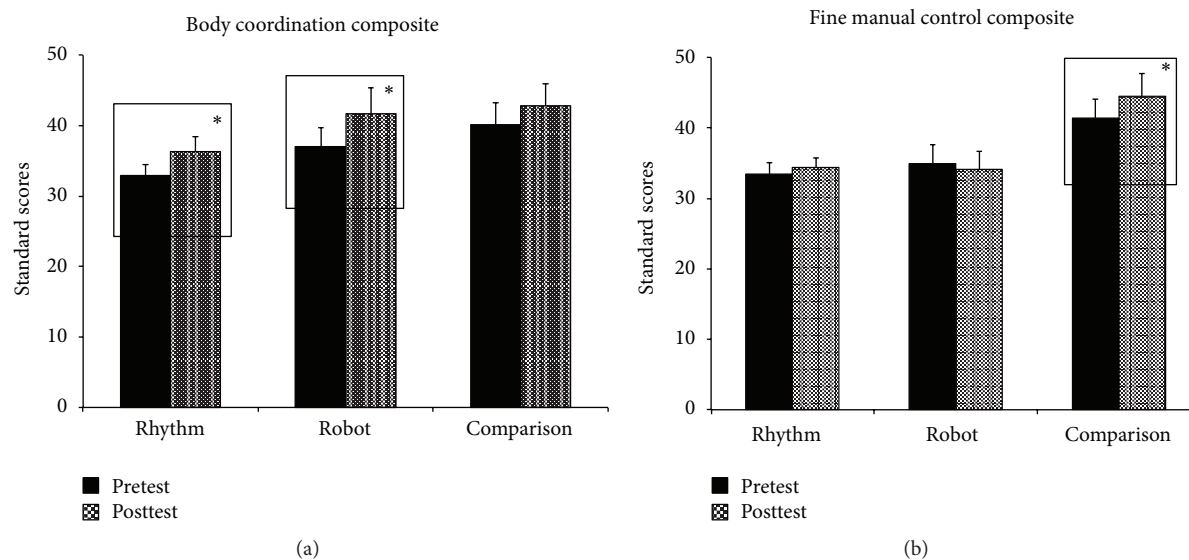 Body coordination composite
50
40
30
20
10
0
Standard scores
*
*
Rhythm
Robot
Comparison
Pretest
Posttest
(a)
Fine manual control composite
50
40
30
20
10
0
Standard scores
*
Rhythm
Robot
Comparison
Pretest
Posttest
(b)